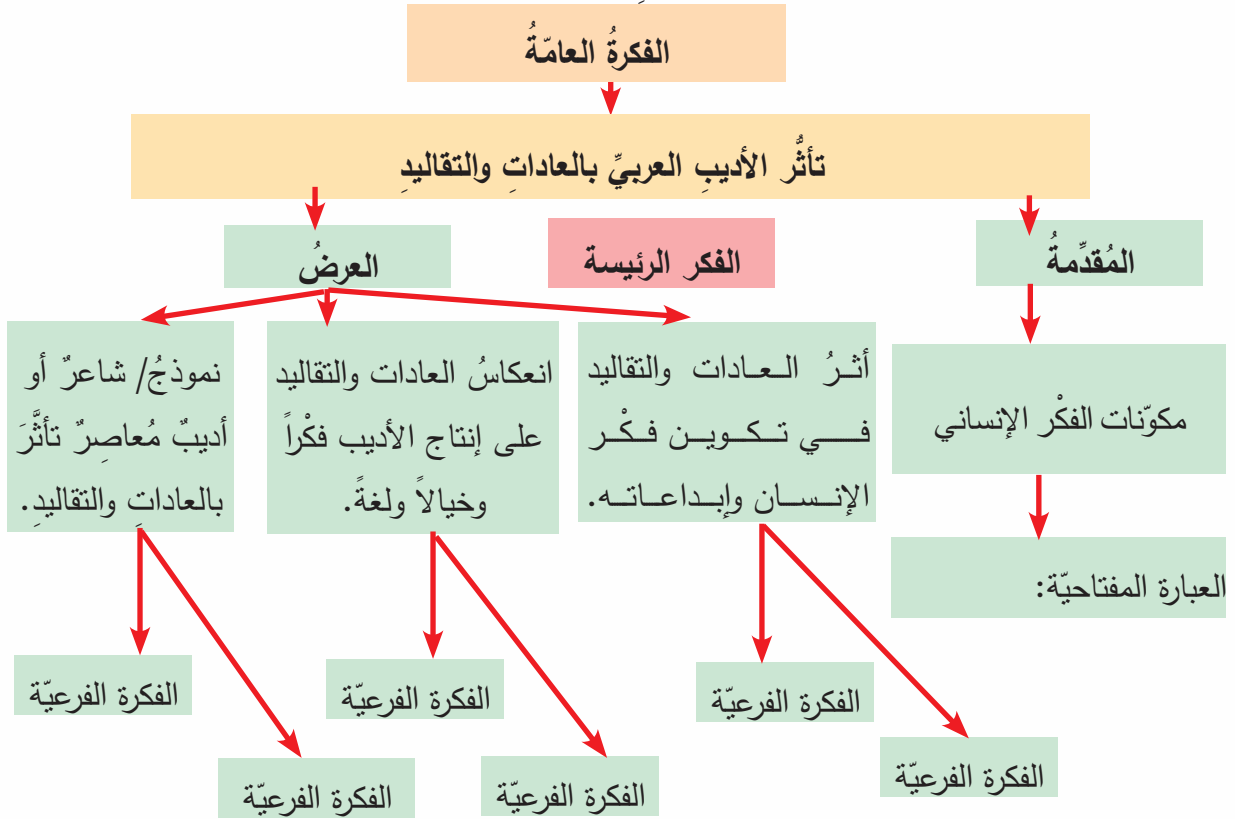 الفكرةُ العامّةُ
تأثُّر الأديبِ العربيِّ بالعاداتِ والتقاليدِ
المُقدِّمةُ
الفكر الرئيسة
العرضُ
مكوّنات الفكْر الإنساني
العبارة المفتاحيّة:
أثـرُ الـعـادات والتقاليد
فـــي تـكـويـن فـكْـر
الإنـسـان وإبـداعـاتـه.
انعكاسُ العادات والتقاليد
على إنتاج الأديب فكْراً
وخيالاً ولغةً.
نموذجُ/ شاعرٌ أو
أديبٌ مُعاصِرٌ تأثَّرَ
بالعاداتِ والتقاليدِ.
الفكرة الفرعيّة
الفكرة الفرعيّة
الفكرة الفرعيّة
الفكرة الفرعيّة
الفكرة الفرعيّة
الفكرة الفرعيّة